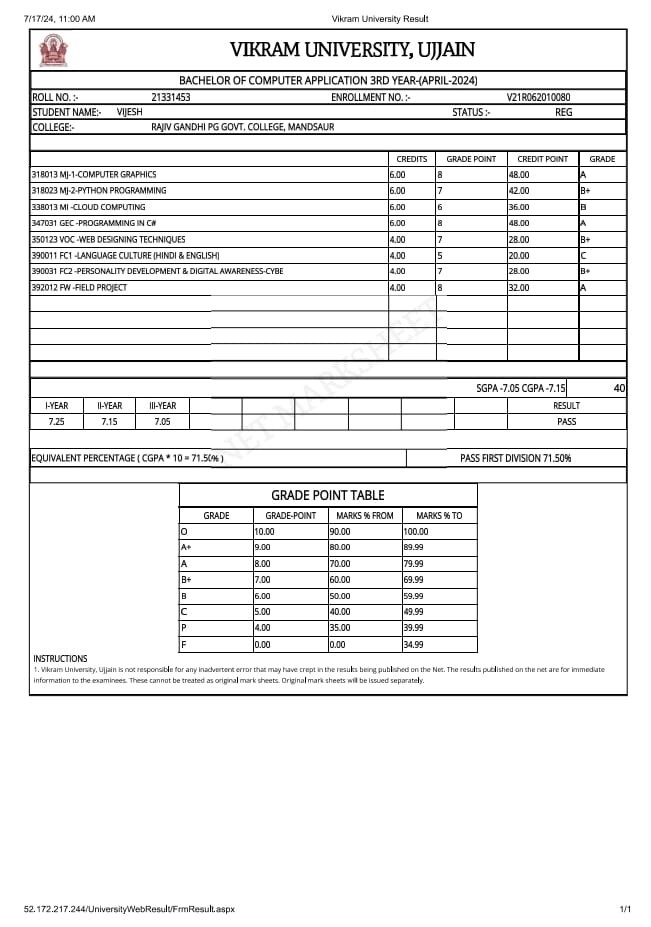 7/17/24, 11:00 AM Vikram University Result
VIKRAM UNIVERSITY, UJJAIN
BACHELOR OF COMPUTER APPLICATION 3RD YEAR-(APRIL-2024)
ROLL NO. :- 21331453 ENROLLMENT NO. :- V21R062010080
STUDENT NAME:- VIJESH STATUS :- REG
COLLEGE:- RAJIV GANDHI PG GOVT. COLLEGE, MANDSAUR
CREDITS GRADE POINT CREDIT POINT GRADE
318013 MJ-1-COMPUTER GRAPHICS 6.00 8 48.00 A
318023 MJ-2-PYTHON PROGRAMMING 6.00 7 42.00 B+
338013 MI -CLOUD COMPUTING 6.00 6 36.00 B
347031 GEC -PROGRAMMING IN C# 6.00 8 48.00 A
350123 VOC -WEB DESIGNING TECHNIQUES 4.00 7 28.00 B+
390011 FC1 -LANGUAGE CULTURE (HINDI & ENGLISH) 4.00 5 20.00 C
390031 FC2 -PERSONALITY DEVELOPMENT & DIGITAL AWARENESS-CYBE 4.00 7 28.00 B+
392012 FW -FIELD PROJECT 4.00 8 32.00 A
NET MARKSHEET
SGPA -7.05 CGPA -7.15 40
I-YEAR II-YEAR III-YEAR RESULT
7.25 7.15 7.05 PASS
EQUIVALENT PERCENTAGE ( CGPA * 10 = 71.50% ) PASS FIRST DIVISION 71.50%
GRADE POINT TABLE
GRADE GRADE-POINT MARKS % FROM MARKS % TO
O 10.00 90.00 100.00
A+ 9.00 80.00 89.99
A 8.00 70.00 79.99
B+ 7.00 60.00 69.99
B 6.00 50.00 59.99
C 5.00 40.00 49.99
P 4.00 35.00 39.99
F 0.00 0.00 34.99
INSTRUCTIONS
1. Vikram University, Ujjain is not responsible for any inadvertent error that may have crept in the results being published on the Net. The results published on the net are for immediate
information to the examinees. These cannot be treated as original mark sheets. Original mark sheets will be issued separately.
52.172.217.244/UniversityWebResult/FrmResult.aspx 1/1